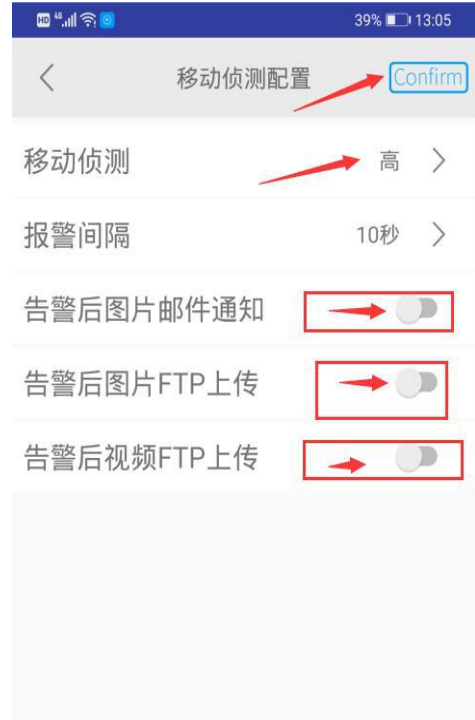 HD 46 39% 13:05
移动侦测配置 Confirm
移动侦测 高
报警间隔 10秒
告警后图片邮件通知
告警后图片FTP上传
告警后视频FTP上传